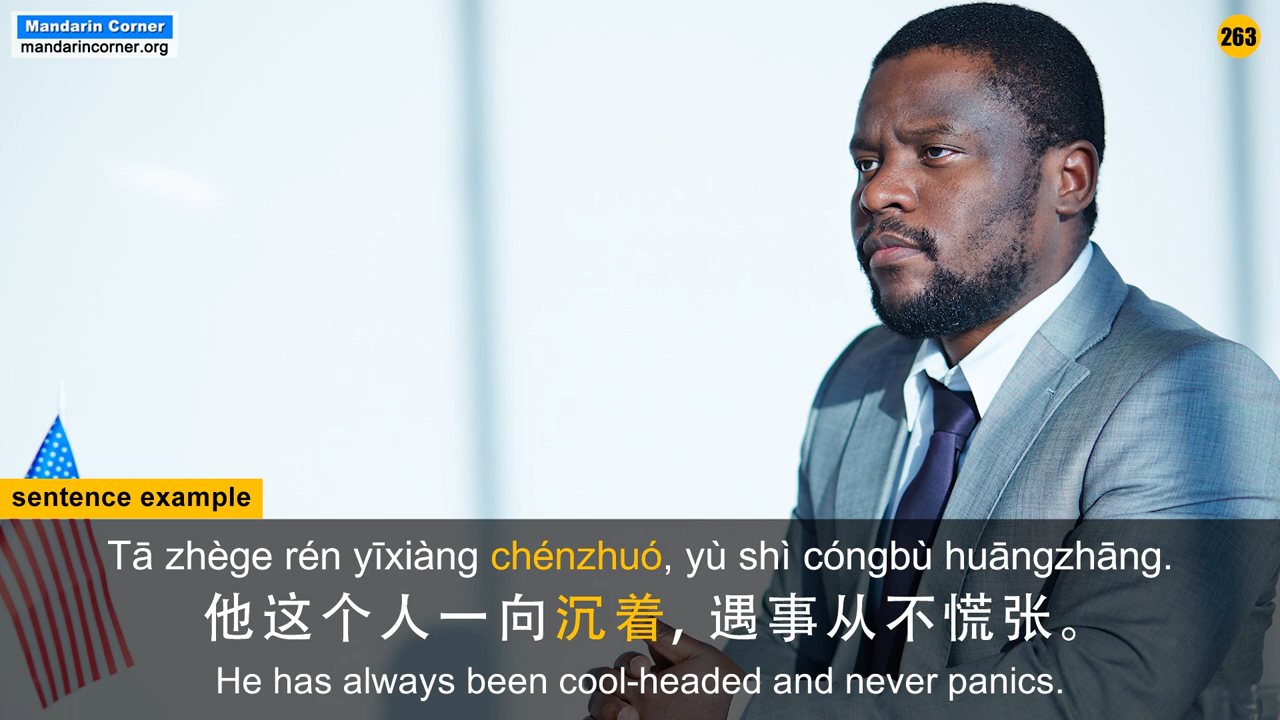 Mandarin Corner
mandarincorner.org
263
sentence example
Tā zhège rén yīxiàng chénzhuó, yù shì cóngbù huāngzhāng.
他这个人一向沉着, 遇事从不慌张。
He has always been cool-headed and never panics.